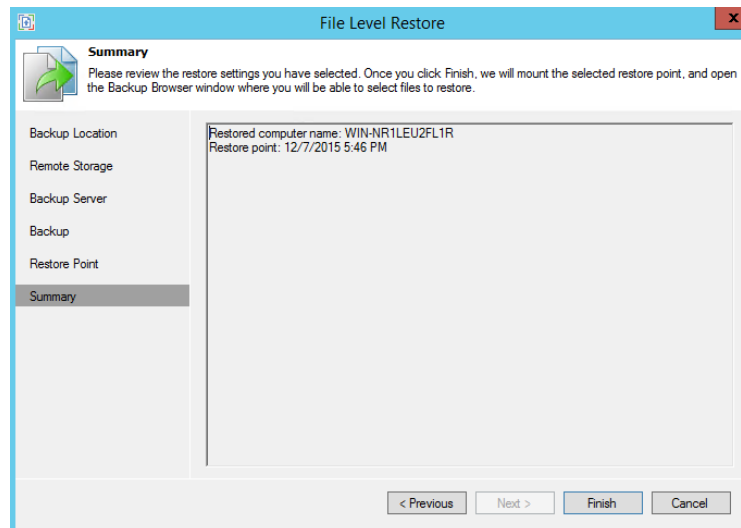 File Level Restore
x
Summary
Please review the restore settings you have selected. Once you click Finish, we will mount the selected restore point, and open
the Backup Browser window where you will be able to select files to restore.
Backup Location
Remote Storage
Backup Server
Backup
Restore Point
Summary
Restored computer name: WIN-NR1LEU2FL1R
Restore point: 12/7/2015 5:46 PM
< Previous
Next >
Finish
Cancel